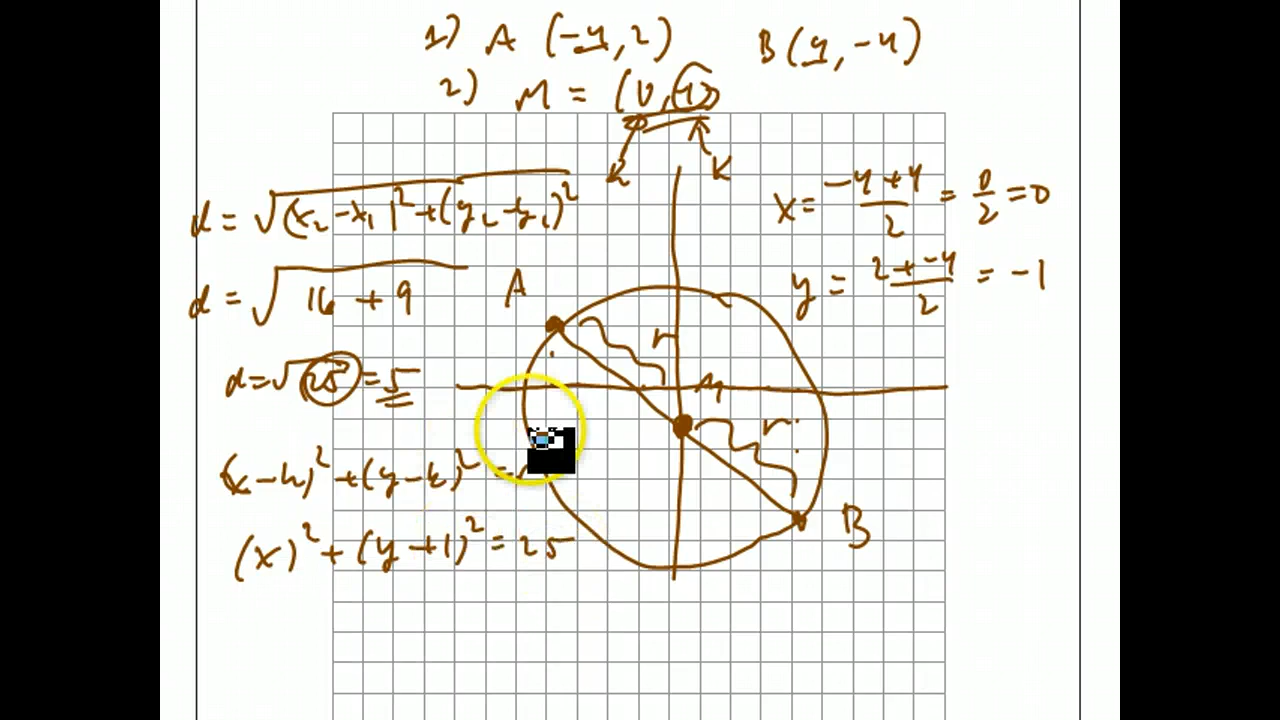 1) A (-4, 2) B (4, -4)
2) M = (0, -1)
h k
d = √(x₂ - x₁)² + (y₂ - y₁)²
x = -4 + 4 / 2 = 0/2 = 0
d = √16 + 9
y = 2 + -4 / 2 = -1
A
r
d = √25 = 5
M
r
(x - h)² + (y - k)² =
B
(x)² + (y + 1)² = 25